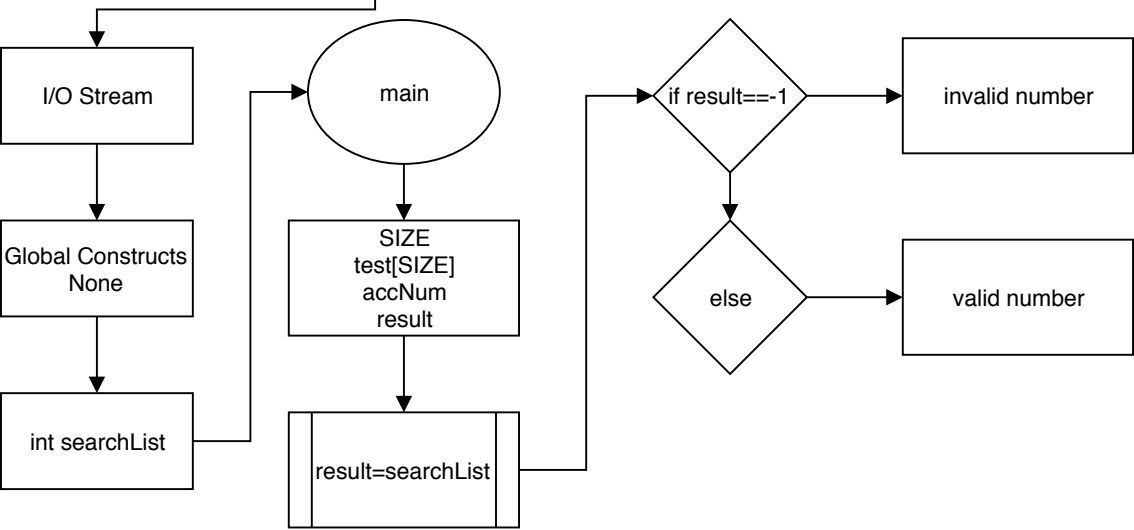 I/O Stream
Global Constructs
None
int searchList
main
SIZE
test[SIZE]
accNum
result
result=searchList
if result==-1
invalid number
else
valid number